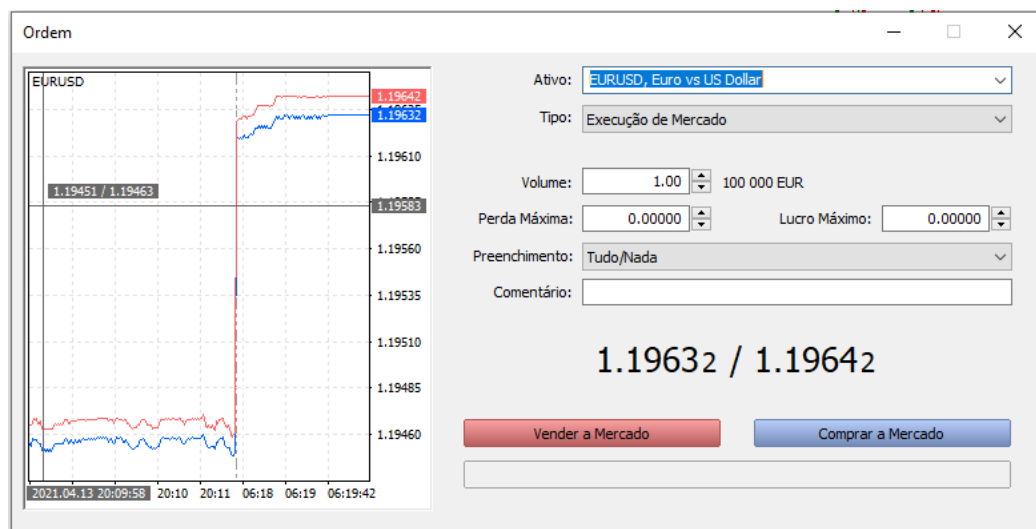 Ordem
EURUSD
1.19642
1.19632
1.19610
1.19451 / 1.19463
1.19583
1.19560
1.19535
1.19510
1.19485
1.19460
2021.04.13 20:09:58 20:10 20:11 06:18 06:19 06:19:42
Ativo: EURUSD, Euro vs US Dollar
Tipo: Execução de Mercado
Volume: 1.00 100 000 EUR
Perda Máxima: 0.00000 Lucro Máximo: 0.00000
Preenchimento: Tudo/Nada
Comentário:
1.19632 / 1.19642
Vender a Mercado Comprar a Mercado